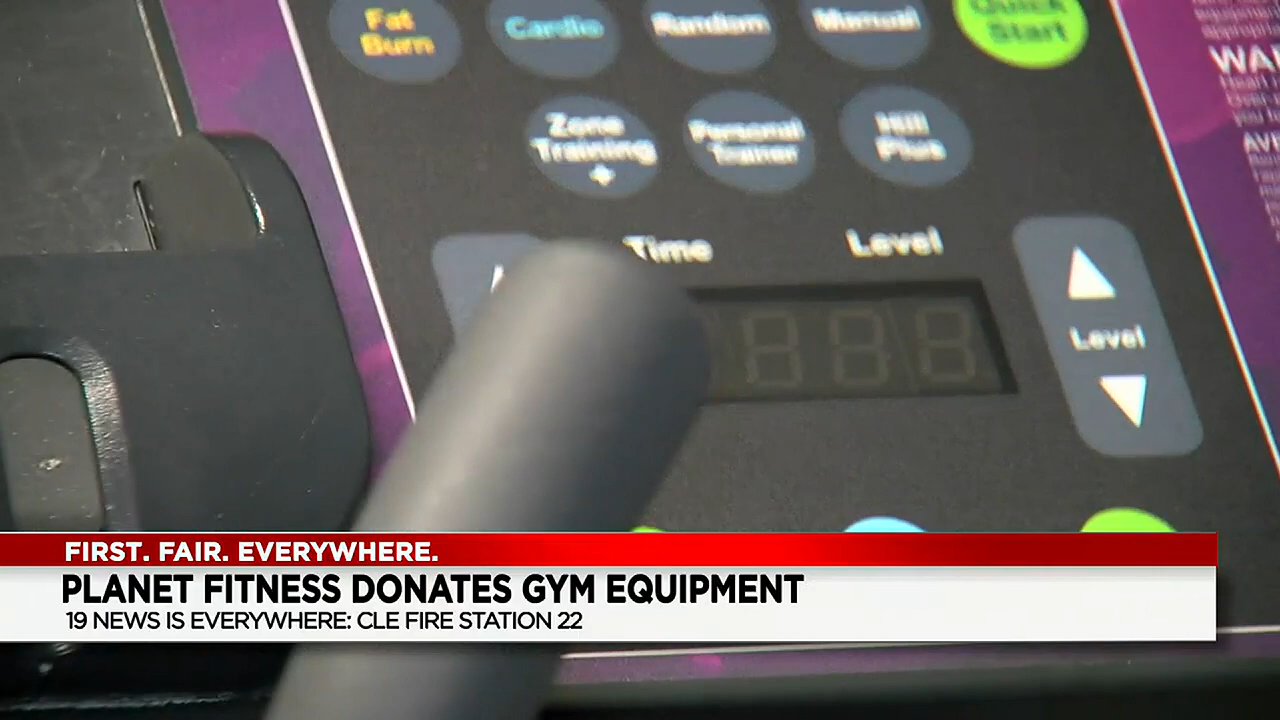 Fat
Burn
Cardio
Random
Manual
Quick
Start
Zone
Training
+
Personal
Trainer
Hill
Plus
Time
Level
Level
FIRST. FAIR. EVERYWHERE.
PLANET FITNESS DONATES GYM EQUIPMENT
19 NEWS IS EVERYWHERE: CLE FIRE STATION 22